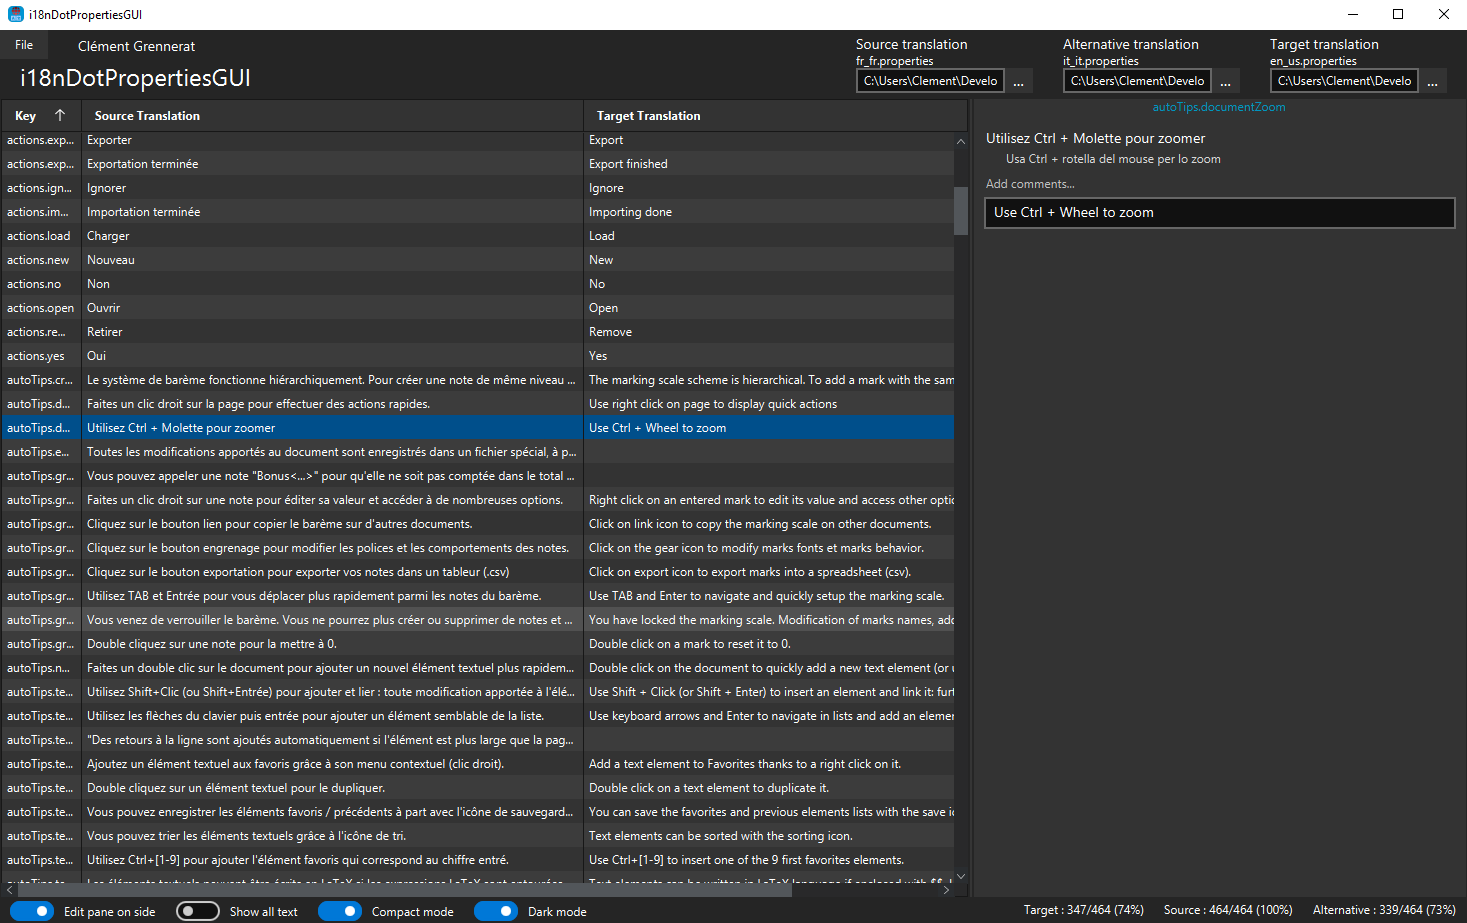 i18nDotPropertiesGUI
File
Clément Grennerat
i18nDotPropertiesGUI
Source translation
fr_fr.properties
C:\Users\Clement\Develo
...
Alternative translation
it_it.properties
C:\Users\Clement\Develo
...
Target translation
en_us.properties
C:\Users\Clement\Develo
...
Key Source Translation Target Translation
actions.exp... Exporter Export
actions.exp... Exportation terminée Export finished
actions.ign... Ignorer Ignore
actions.im... Importation terminée Importing done
actions.load Charger Load
actions.new Nouveau New
actions.no Non No
actions.open Ouvrir Open
actions.re... Retirer Remove
actions.yes Oui Yes
autoTips.cr... Le système de barème fonctionne hiérarchiquement. Pour créer une note de même niveau ... The marking scale scheme is hierarchical. To add a mark with the sam
autoTips.d... Faites un clic droit sur la page pour effectuer des actions rapides. Use right click on page to display quick actions
autoTips.d... Utilisez Ctrl + Molette pour zoomer Use Ctrl + Wheel to zoom
autoTips.e... Toutes les modifications apportés au document sont enregistrés dans un fichier spécial, à p...
autoTips.gr... Vous pouvez appeler une note "Bonus<...>" pour qu'elle ne soit pas comptée dans le total ...
autoTips.gr... Faites un clic droit sur une note pour éditer sa valeur et accéder à de nombreuses options. Right click on an entered mark to edit its value and access other optio
autoTips.gr... Cliquez sur le bouton lien pour copier le barème sur d'autres documents. Click on link icon to copy the marking scale on other documents.
autoTips.gr... Cliquez sur le bouton engrenage pour modifier les polices et les comportements des notes. Click on the gear icon to modify marks fonts et marks behavior.
autoTips.gr... Cliquez sur le bouton exportation pour exporter vos notes dans un tableur (.csv) Click on export icon to export marks into a spreadsheet (csv).
autoTips.gr... Utilisez TAB et Entrée pour vous déplacer plus rapidement parmi les notes du barème. Use TAB and Enter to navigate and quickly setup the marking scale.
autoTips.gr... Vous venez de verrouiller le barème. Vous ne pourrez plus créer ou supprimer de notes et ... You have locked the marking scale. Modification of marks names, add
autoTips.gr... Double cliquez sur une note pour la mettre à 0. Double click on a mark to reset it to 0.
autoTips.n... Faites un double clic sur le document pour ajouter un nouvel élément textuel plus rapidem... Double click on the document to quickly add a new text element (or u
autoTips.te... Utilisez Shift+Clic (ou Shift+Entrée) pour ajouter et lier : toute modification apportée à l'élé... Use Shift + Click (or Shift + Enter) to insert an element and link it: furt
autoTips.te... Utilisez les flèches du clavier puis entrée pour ajouter un élément semblable de la liste. Use keyboard arrows and Enter to navigate in lists and add an elemer
autoTips.te... "Des retours à la ligne sont ajoutés automatiquement si l'élément est plus large que la pag...
autoTips.te... Ajoutez un élément textuel aux favoris grâce à son menu contextuel (clic droit). Add a text element to Favorites thanks to a right click on it.
autoTips.te... Double cliquez sur un élément textuel pour le dupliquer. Double click on a text element to duplicate it.
autoTips.te... Vous pouvez enregistrer les éléments favoris / précédents à part avec l'icône de sauvegard... You can save the favorites and previous elements lists with the save ic
autoTips.te... Vous pouvez trier les éléments textuels grâce à l'icône de tri. Text elements can be sorted with the sorting icon.
autoTips.te... Utilisez Ctrl+[1-9] pour ajouter l'élément favoris qui correspond au chiffre entré. Use Ctrl+[1-9] to insert one of the 9 first favorites elements.
autoTips.documentZoom
Utilisez Ctrl + Molette pour zoomer
Usa Ctrl + rotella del mouse per lo zoom
Add comments...
Use Ctrl + Wheel to zoom
Edit pane on side Show all text Compact mode Dark mode Target : 347/464 (74%) Source : 464/464 (100%) Alternative : 339/464 (73%)